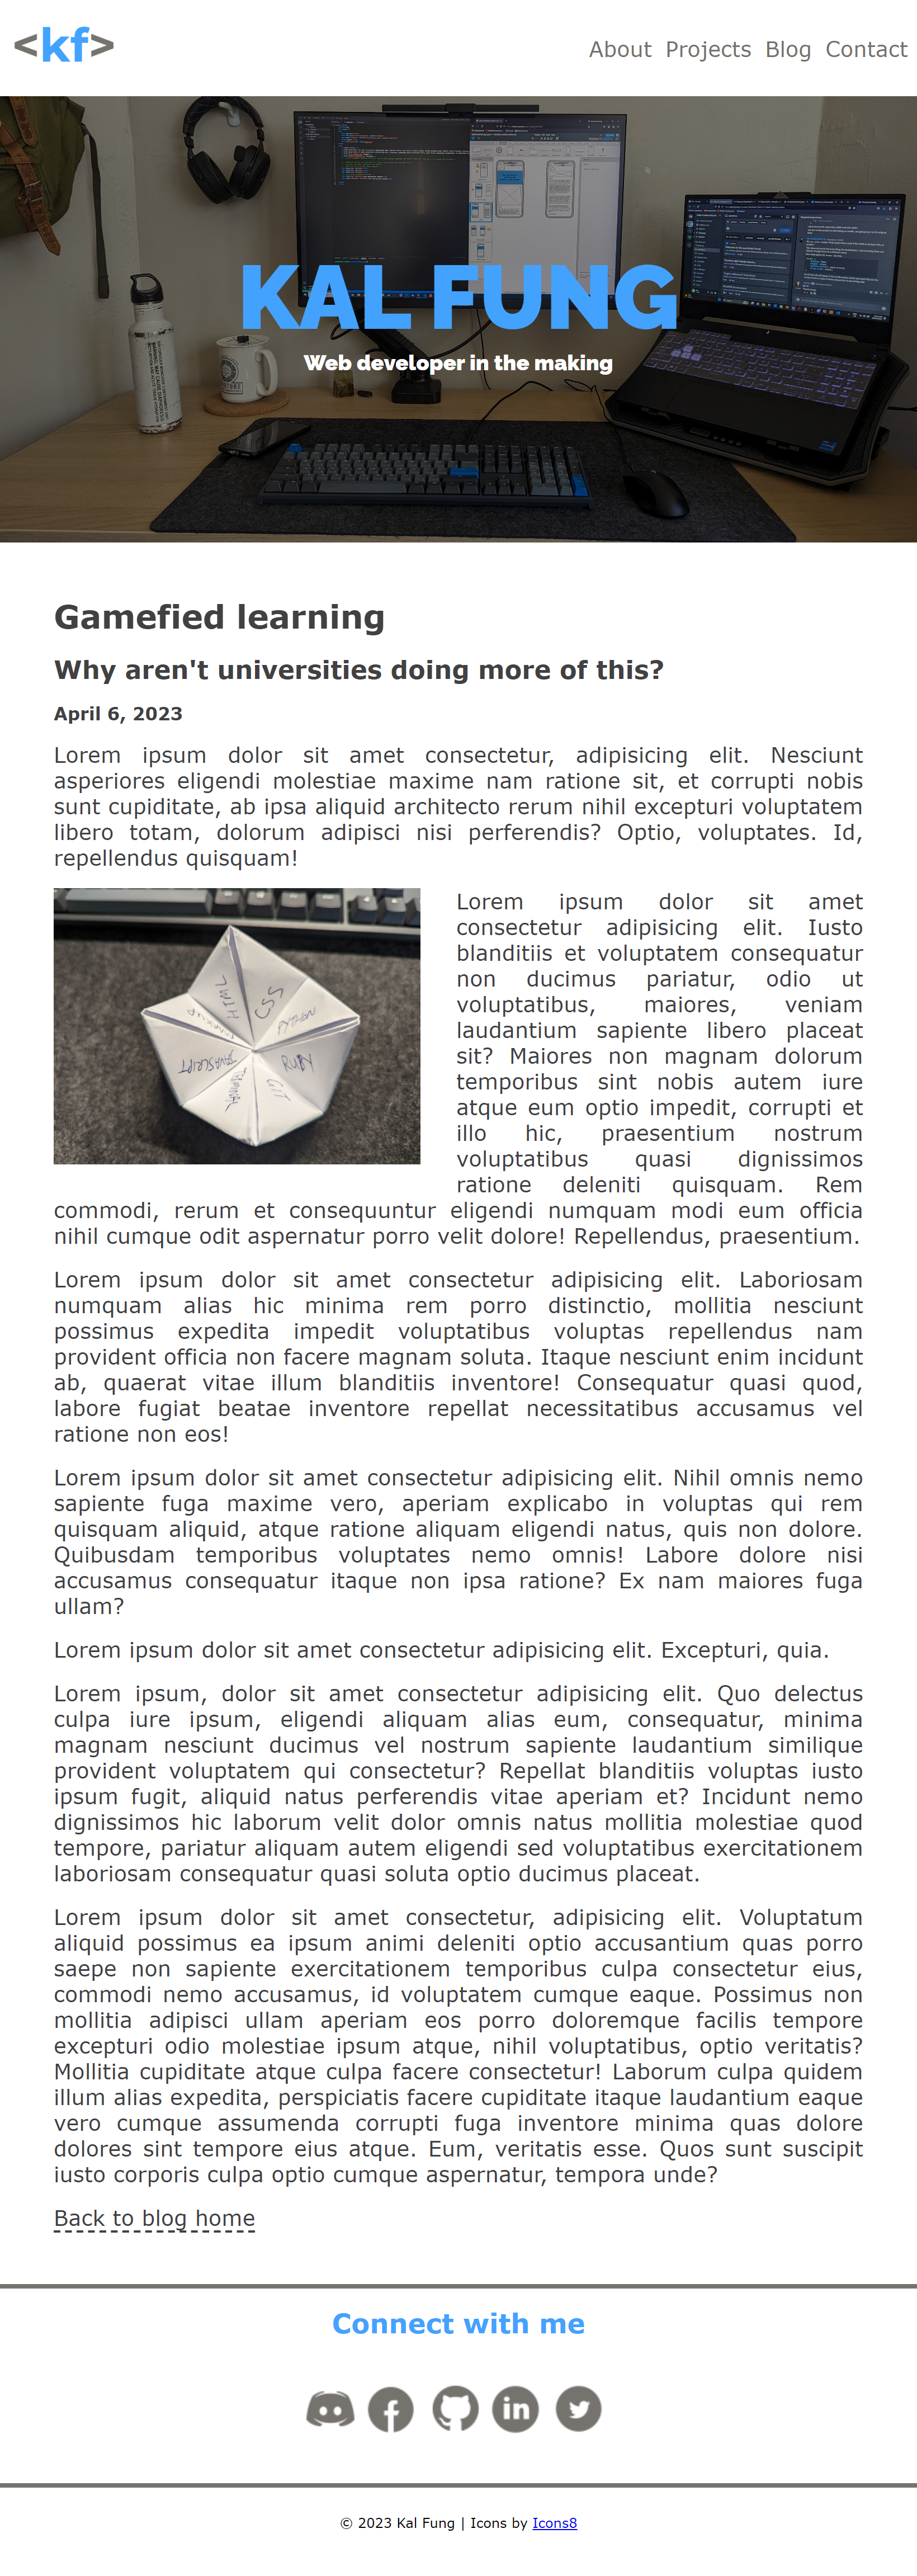 <kf>
About Projects Blog Contact
KAL FUNG
Web developer in the making
Gamefied learning
Why aren't universities doing more of this?
April 6, 2023
Lorem ipsum dolor sit amet consectetur, adipisicing elit. Nesciunt
asperiores eligendi molestiae maxime nam ratione sit, et corrupti nobis
sunt cupiditate, ab ipsa aliquid architecto rerum nihil excepturi voluptatem
libero totam, dolorum adipisci nisi perferendis? Optio, voluptates. Id,
repellendus quisquam!
HTML
CSS
PYTHON
RUBY
GIT
JAVASCRIPT
Lorem ipsum dolor sit amet
consectetur adipisicing elit. Iusto
blanditiis et voluptatem consequatur
non ducimus pariatur, odio ut
voluptatibus, maiores, veniam
laudantium sapiente libero placeat
sit? Maiores non magnam dolorum
temporibus sint nobis autem iure
atque eum optio impedit, corrupti et
illo hic, praesentium nostrum
voluptatibus quasi dignissimos
ratione deleniti quisquam. Rem
commodi, rerum et consequuntur eligendi numquam modi eum officia
nihil cumque odit aspernatur porro velit dolore! Repellendus, praesentium.
Lorem ipsum dolor sit amet consectetur adipisicing elit. Laboriosam
numquam alias hic minima rem porro distinctio, mollitia nesciunt
possimus expedita impedit voluptatibus voluptas repellendus nam
provident officia non facere magnam soluta. Itaque nesciunt enim incidunt
ab, quaerat vitae illum blanditiis inventore! Consequatur quasi quod,
labore fugiat beatae inventore repellat necessitatibus accusamus vel
ratione non eos!
Lorem ipsum dolor sit amet consectetur adipisicing elit. Nihil omnis nemo
sapiente fuga maxime vero, aperiam explicabo in voluptas qui rem
quisquam aliquid, atque ratione aliquam eligendi natus, quis non dolore.
Quibusdam temporibus voluptates nemo omnis! Labore dolore nisi
accusamus consequatur itaque non ipsa ratione? Ex nam maiores fuga
ullam?
Lorem ipsum dolor sit amet consectetur adipisicing elit. Excepturi, quia.
Lorem ipsum, dolor sit amet consectetur adipisicing elit. Quo delectus
culpa iure ipsum, eligendi aliquam alias eum, consequatur, minima
magnam nesciunt ducimus vel nostrum sapiente laudantium similique
provident voluptatem qui consectetur? Repellat blanditiis voluptas iusto
ipsum fugit, aliquid natus perferendis vitae aperiam et? Incidunt nemo
dignissimos hic laborum velit dolor omnis natus mollitia molestiae quod
tempore, pariatur aliquam autem eligendi sed voluptatibus exercitationem
laboriosam consequatur quasi soluta optio ducimus placeat.
Lorem ipsum dolor sit amet consectetur, adipisicing elit. Voluptatum
aliquid possimus ea ipsum animi deleniti optio accusantium quas porro
saepe non sapiente exercitationem temporibus culpa consectetur eius,
commodi nemo accusamus, id voluptatem cumque eaque. Possimus non
mollitia adipisci ullam aperiam eos porro doloremque facilis tempore
excepturi odio molestiae ipsum atque, nihil voluptatibus, optio veritatis?
Mollitia cupiditate atque culpa facere consectetur! Laborum culpa quidem
illum alias expedita, perspiciatis facere cupiditate itaque laudantium eaque
vero cumque assumenda corrupti fuga inventore minima quas dolore
dolores sint tempore eius atque. Eum, veritatis esse. Quos sunt suscipit
iusto corporis culpa optio cumque aspernatur, tempora unde?
Back to blog home
Connect with me
© 2023 Kal Fung | Icons by Icons8